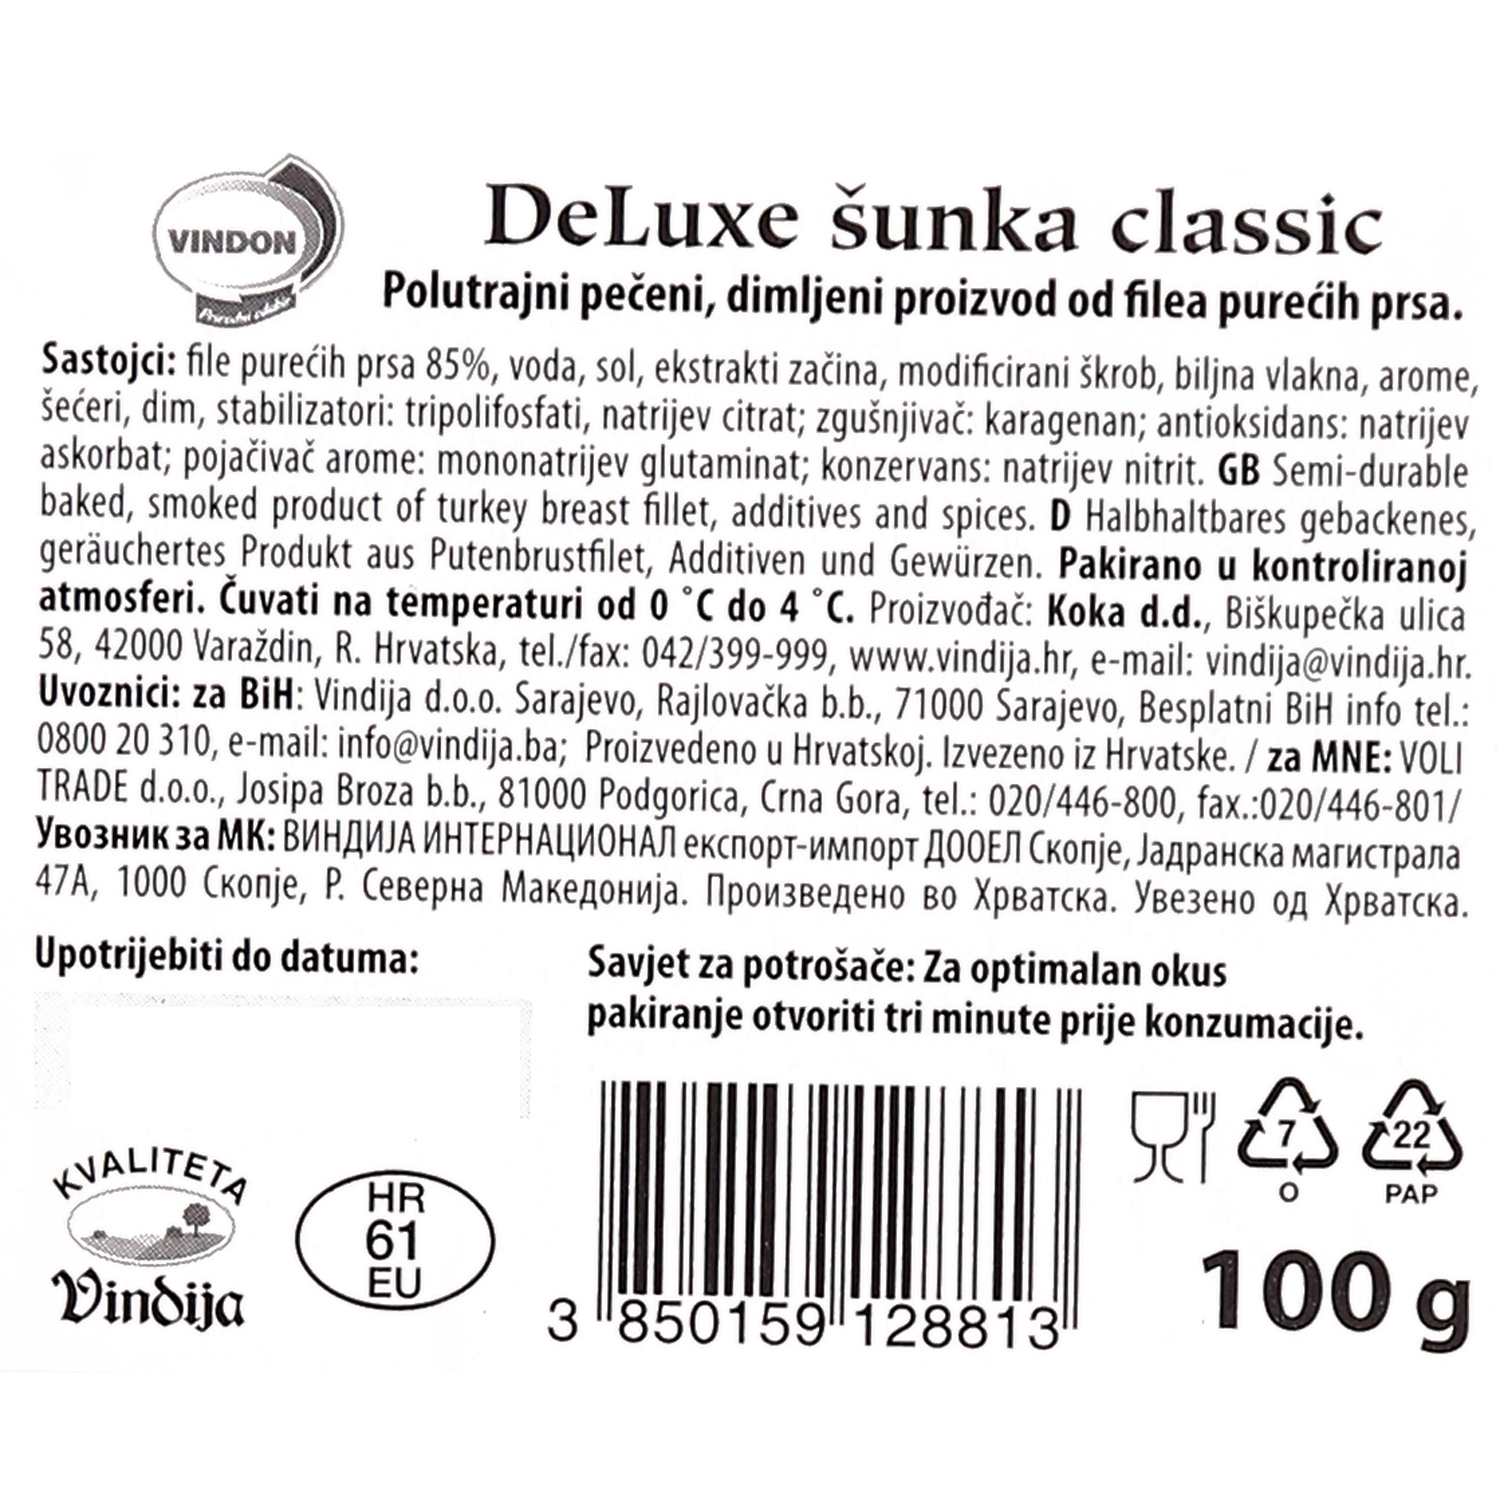 VINDON
DeLuxe šunka classic
Polutrajni pečeni, dimljeni proizvod od filea purećih prsa.
Sastojci: file purećih prsa 85%, voda, sol, ekstrakti začina, modificirani škrob, biljna vlakna, arome,
šećeri, dim, stabilizatori: tripolifosfati, natrijev citrat; zgušnjivač: karagenan; antioksidans: natrijev
askorbat; pojačivač arome: mononatrijev glutaminat; konzervans: natrijev nitrit. GB Semi-durable
baked, smoked product of turkey breast fillet, additives and spices. D Halbhaltbares gebackenes,
geräuchertes Produkt aus Putenbrustfilet, Additiven und Gewürzen. Pakirano u kontroliranoj
atmosferi. Čuvati na temperaturi od 0 °C do 4 °C. Proizvođač: Koka d.d., Biškupečka ulica
58, 42000 Varaždin, R. Hrvatska, tel./fax: 042/399-999, www.vindija.hr, e-mail: vindija@vindija.hr.
Uvoznici: za BiH: Vindija d.o.o. Sarajevo, Rajlovačka b.b., 71000 Sarajevo, Besplatni BiH info tel.:
0800 20 310, e-mail: info@vindija.ba; Proizvedeno u Hrvatskoj. Izvezeno iz Hrvatske. / za MNE: VOLI
TRADE d.o.o., Josipa Broza b.b., 81000 Podgorica, Crna Gora, tel.: 020/446-800, fax.:020/446-801/
Увозник за МК: ВИНДИЈА ИНТЕРНАЦИОНАЛ експорт-импорт ДООЕЛ Скопје, Јадранска магистрала
47А, 1000 Скопје, Р. Северна Македонија. Произведено во Хрватска. Увезено од Хрватска.
Upotrijebiti do datuma:
Savjet za potrošače: Za optimalan okus
pakiranje otvoriti tri minute prije konzumacije.
KVALITETA
Vindija
HR
61
EU
3 850159 128813
7
O
22
PAP
100 g